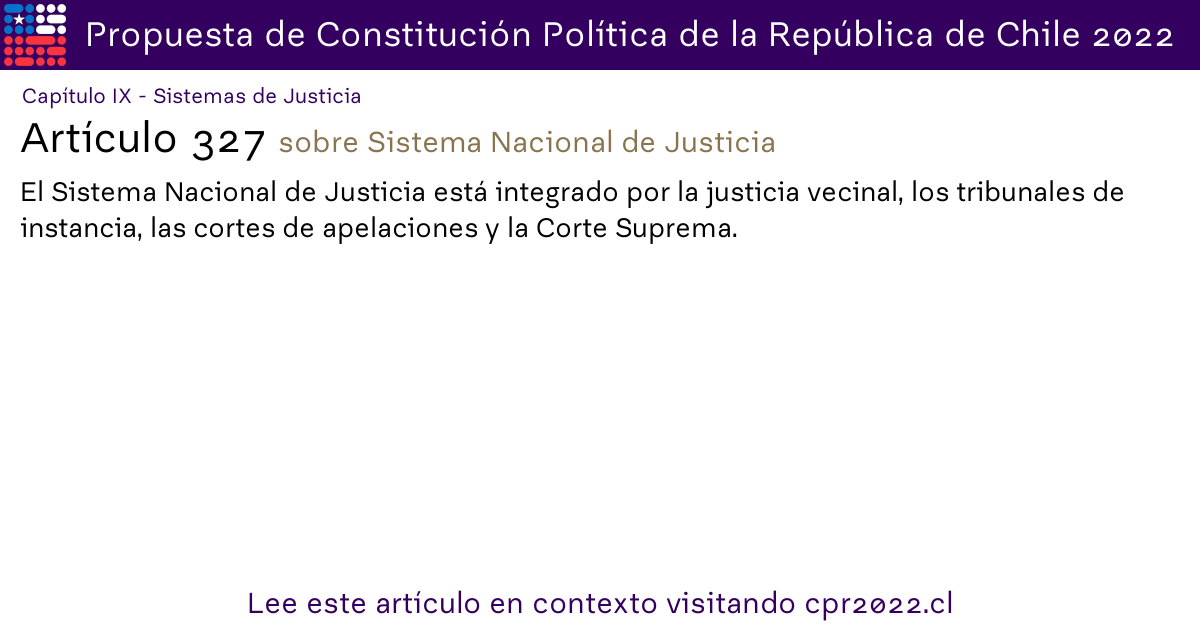 Propuesta de Constitución Política de la República de Chile 2022
Capítulo IX - Sistemas de Justicia
Artículo 327 sobre Sistema Nacional de Justicia
El Sistema Nacional de Justicia está integrado por la justicia vecinal, los tribunales de
instancia, las cortes de apelaciones y la Corte Suprema.
Lee este artículo en contexto visitando cpr2022.cl